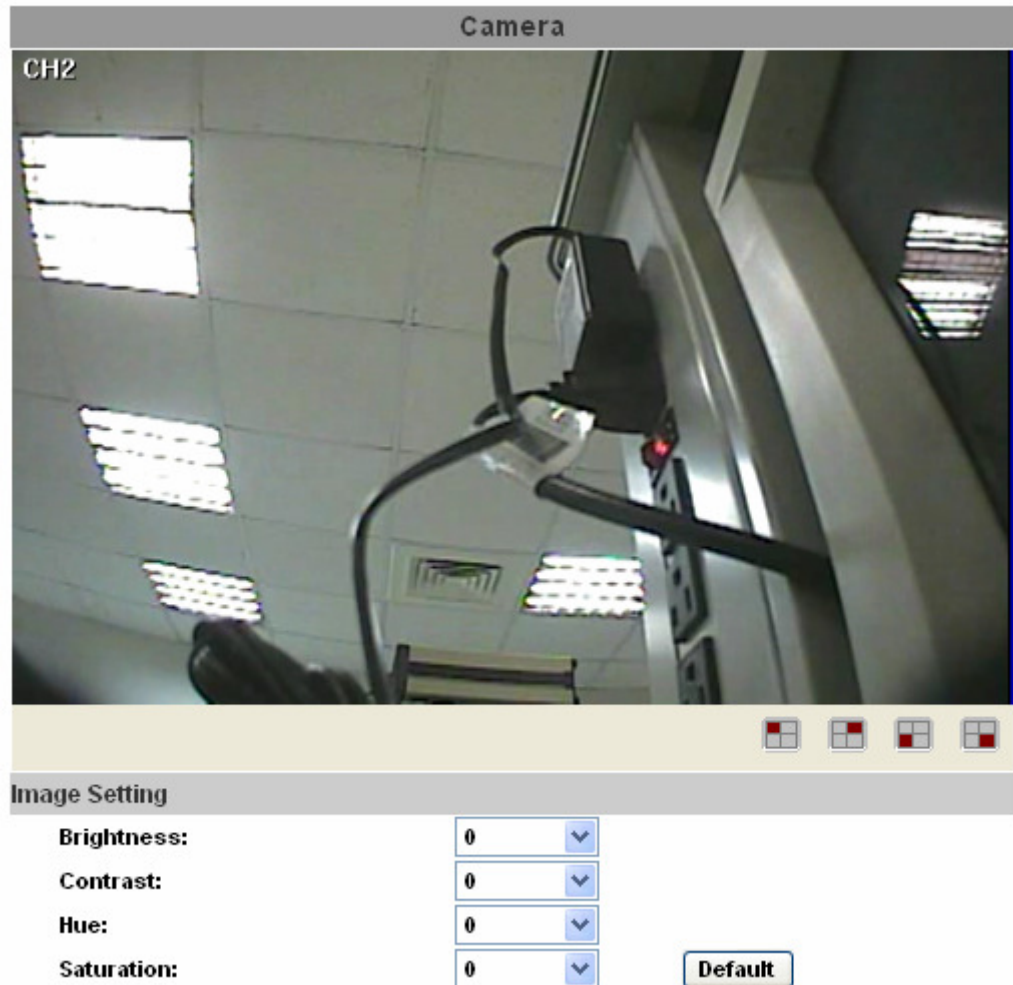 Camera
CH2
Image Setting
Brightness: 0
Contrast: 0
Hue: 0
Saturation: 0 Default